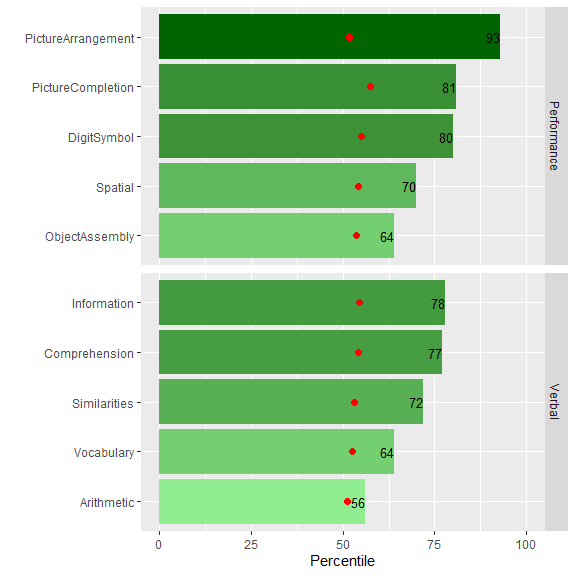 PictureArrangement 93
PictureCompletion 81
DigitSymbol 80
Spatial 70
ObjectAssembly 64
Performance
Information 78
Comprehension 77
Similarities 72
Vocabulary 64
Arithmetic 56
Verbal
0 25 50 75 100
Percentile